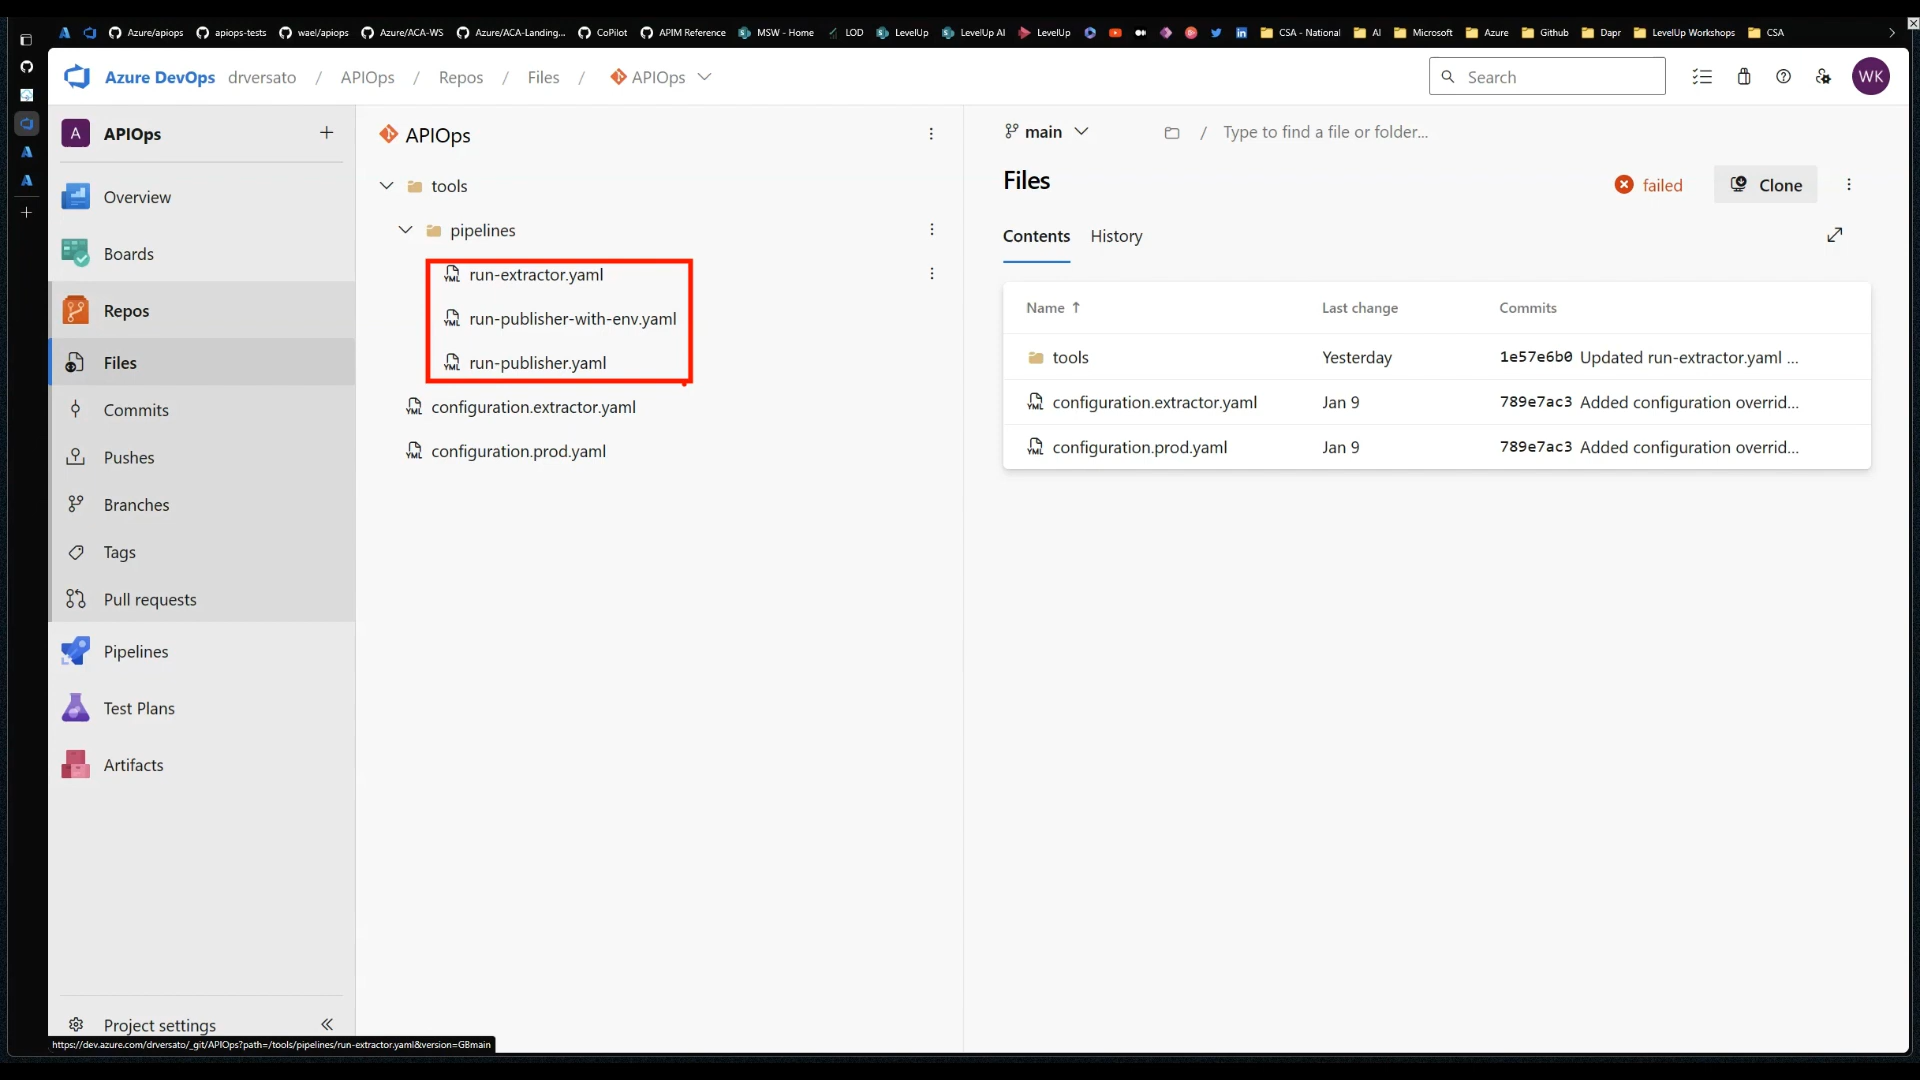 Azure/apiops apiops-tests wael/apiops Azure/ACA-WS Azure/ACA-Landing... CoPilot APIM Reference MSW - Home LOD LevelUp LevelUp AI LevelUp CSA - National AI Microsoft Azure Github Dapr LevelUp Workshops CSA
Azure DevOps drversato / APIOps / Repos / Files / APIOps
Search
WK
A APIOps
Overview
Boards
Repos
Files
Commits
Pushes
Branches
Tags
Pull requests
Pipelines
Test Plans
Artifacts
Project settings
APIOps
tools
pipelines
YML run-extractor.yaml
YML run-publisher-with-env.yaml
YML run-publisher.yaml
YML configuration.extractor.yaml
YML configuration.prod.yaml
main / Type to find a file or folder...
Files
failed
Clone
Contents History
Name Last change Commits
tools Yesterday 1e57e6b0 Updated run-extractor.yaml ...
YML configuration.extractor.yaml Jan 9 789e7ac3 Added configuration overrid...
YML configuration.prod.yaml Jan 9 789e7ac3 Added configuration overrid...
https://dev.azure.com/drversato/_git/APIOps?path=/tools/pipelines/run-extractor.yaml&version=GBmain